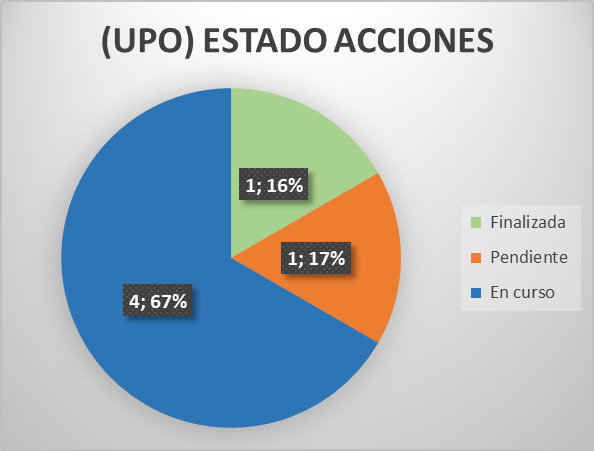 (UPO) ESTADO ACCIONES
1; 16%
1; 17%
4; 67%
Finalizada
Pendiente
En curso